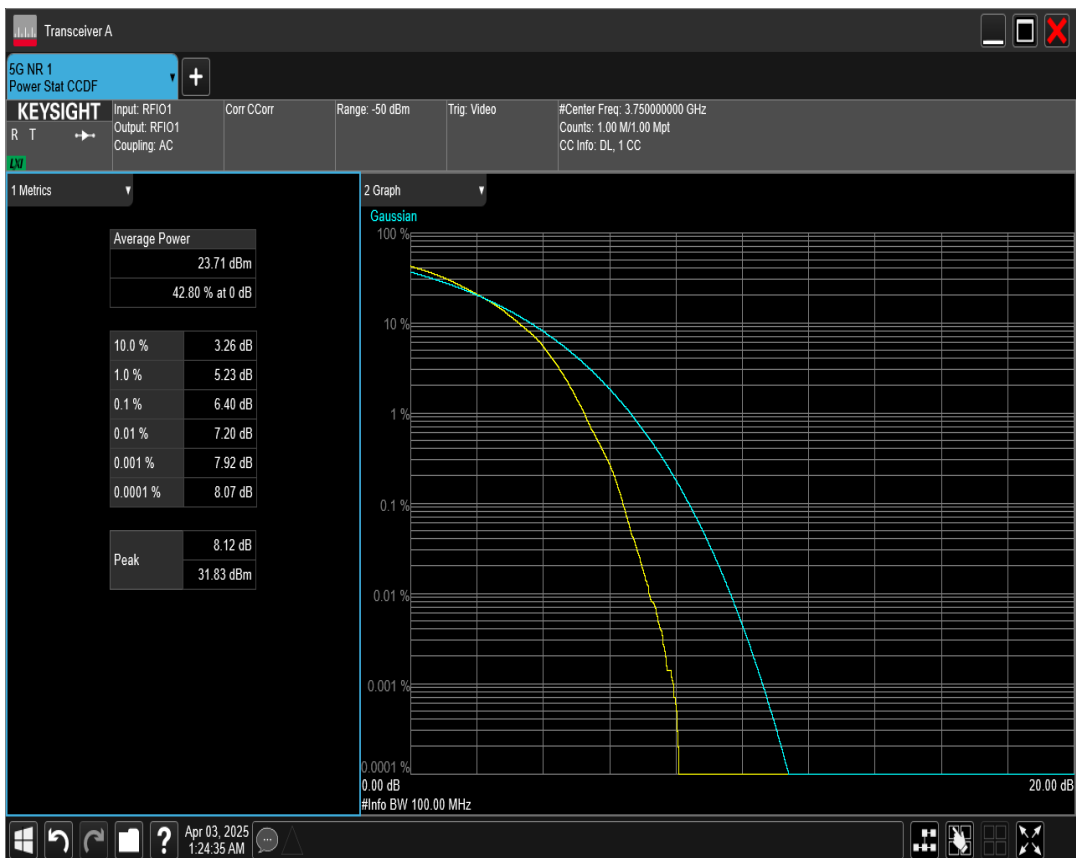 Transceiver A
5G NR 1
Power Stat CCDF
+
KEYSIGHT
R T
LXI
Input: RFIO1
Output: RFIO1
Coupling: AC
Corr CCorr
Range: -50 dBm
Trig: Video
#Center Freq: 3.750000000 GHz
Counts: 1.00 M/1.00 Mpt
CC Info: DL, 1 CC
1 Metrics
Average Power
23.71 dBm
42.80 % at 0 dB
10.0 % 3.26 dB
1.0 % 5.23 dB
0.1 % 6.40 dB
0.01 % 7.20 dB
0.001 % 7.92 dB
0.0001 % 8.07 dB
Peak 8.12 dB
31.83 dBm
2 Graph
Gaussian
100 %
10 %
1 %
0.1 %
0.01 %
0.001 %
0.0001 %
0.00 dB 20.00 dB
#Info BW 100.00 MHz
? Apr 03, 2025
1:24:35 AM